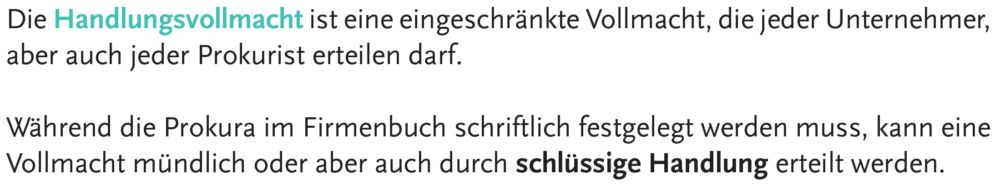 Die Handlungsvollmacht ist eine eingeschränkte Vollmacht, die jeder Unternehmer,
aber auch jeder Prokurist erteilen darf.
Während die Prokura im Firmenbuch schriftlich festgelegt werden muss, kann eine
Vollmacht mündlich oder aber auch durch schlüssige Handlung erteilt werden.